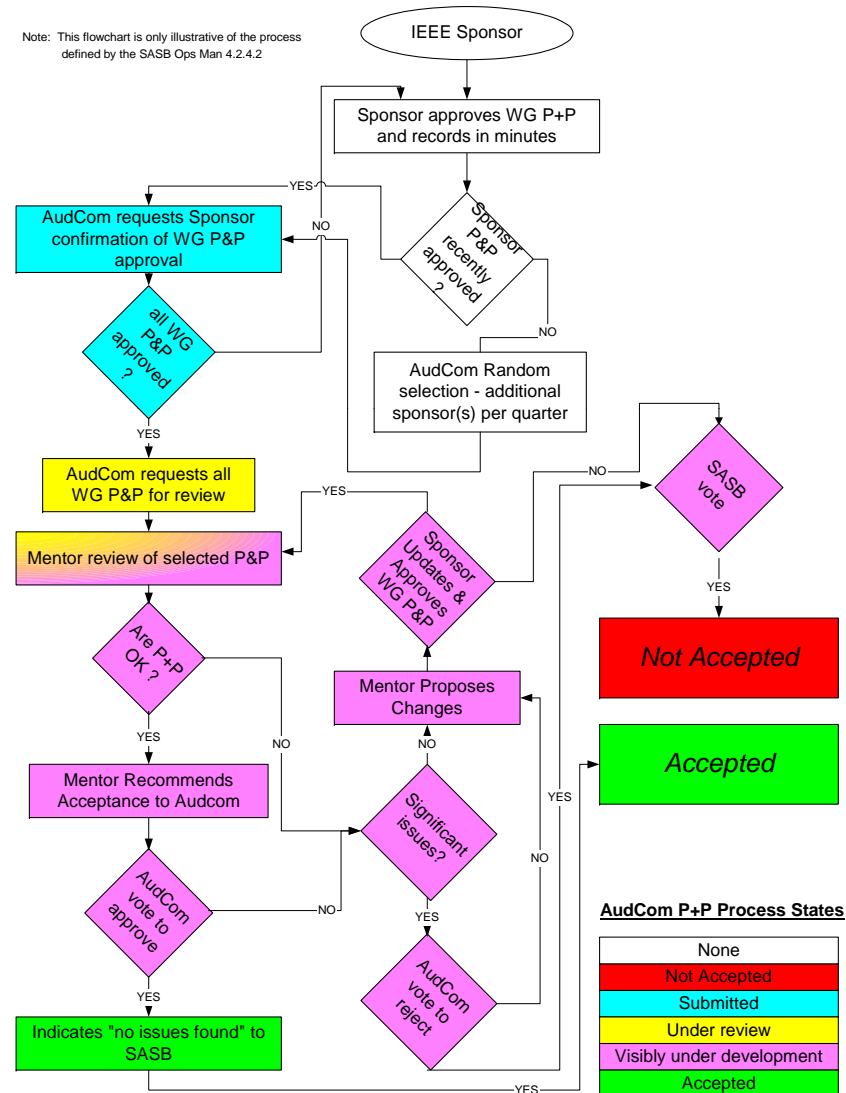 Note: This flowchart is only illustrative of the process
defined by the SASB Ops Man 4.2.4.2
IEEE Sponsor
Sponsor approves WG P+P
and records in minutes
YES
AudCom requests Sponsor
confirmation of WG P&P
approval
NO
Sponsor
P&P
recently
approved
?
NO
all WG
P&P
approved
?
AudCom Random
selection - additional
sponsor(s) per quarter
YES
AudCom requests all
WG P&P for review
YES
NO
SASB
vote
Mentor review of selected P&P
Sponsor
Updates &
Approves
WG P&P
YES
Are P+P
OK ?
Not Accepted
Mentor Proposes
Changes
YES
NO
NO
Accepted
Mentor Recommends
Acceptance to Audcom
Significant
issues?
YES
NO
AudCom
vote to
approve
NO
YES
AudCom P+P Process States
None
Not Accepted
Submitted
Under review
Visibly under development
Accepted
AudCom
vote to
reject
YES
Indicates "no issues found" to
SASB
YES